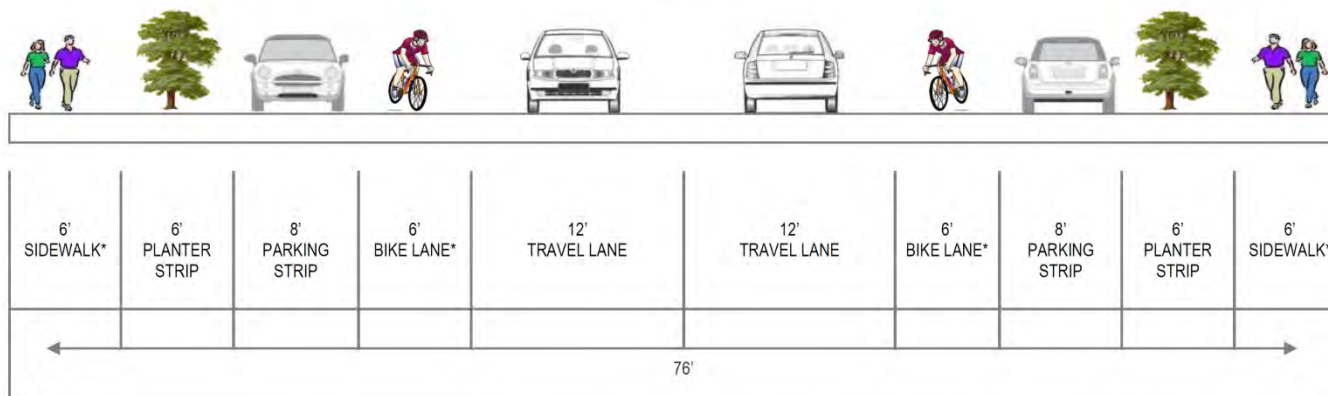 6’
SIDEWALK*
6’
PLANTER
STRIP
8’
PARKING
STRIP
6’
BIKE LANE*
12’
TRAVEL LANE
12’
TRAVEL LANE
6’
BIKE LANE*
8’
PARKING
STRIP
6’
PLANTER
STRIP
6’
SIDEWALK*
76’